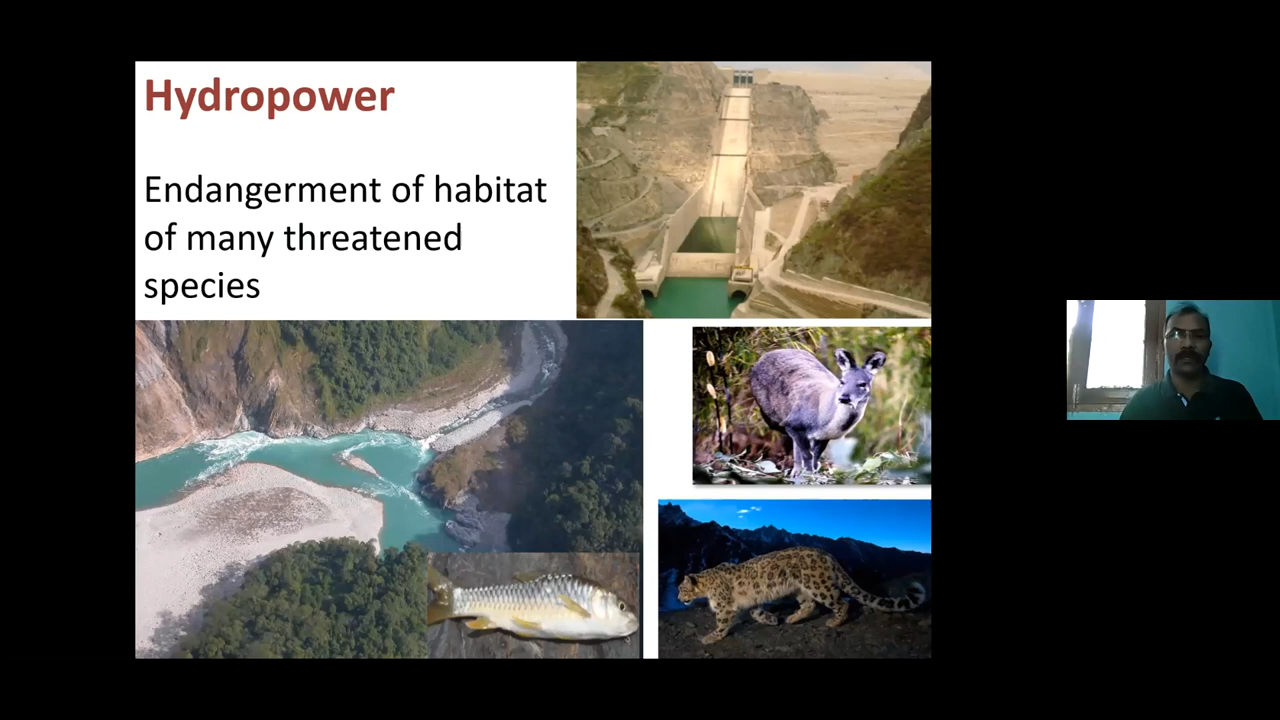 Hydropower
Endangerment of habitat
of many threatened
species